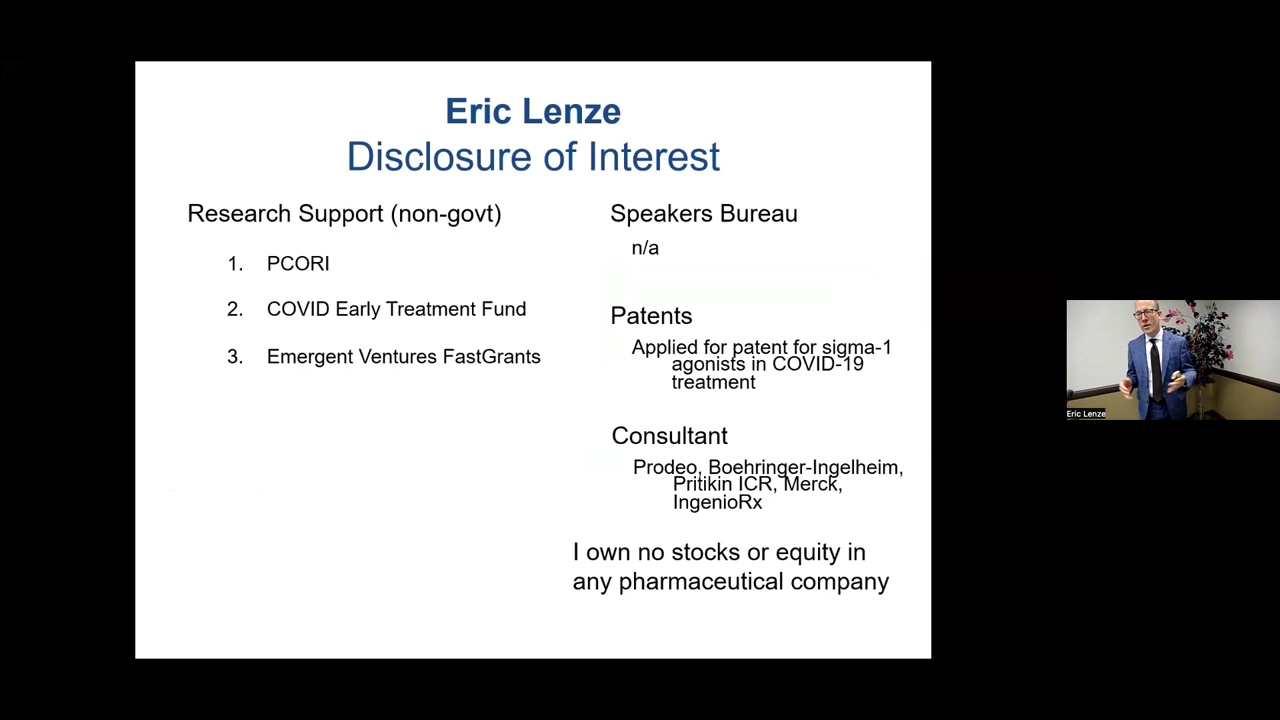 Eric Lenze
Disclosure of Interest
Research Support (non-govt)
1. PCORI
2. COVID Early Treatment Fund
3. Emergent Ventures FastGrants
Speakers Bureau
n/a
Patents
Applied for patent for sigma-1
agonists in COVID-19
treatment
Consultant
Prodeo, Boehringer-Ingelheim,
Pritikin ICR, Merck,
IngenioRx
I own no stocks or equity in
any pharmaceutical company
Eric Lenze